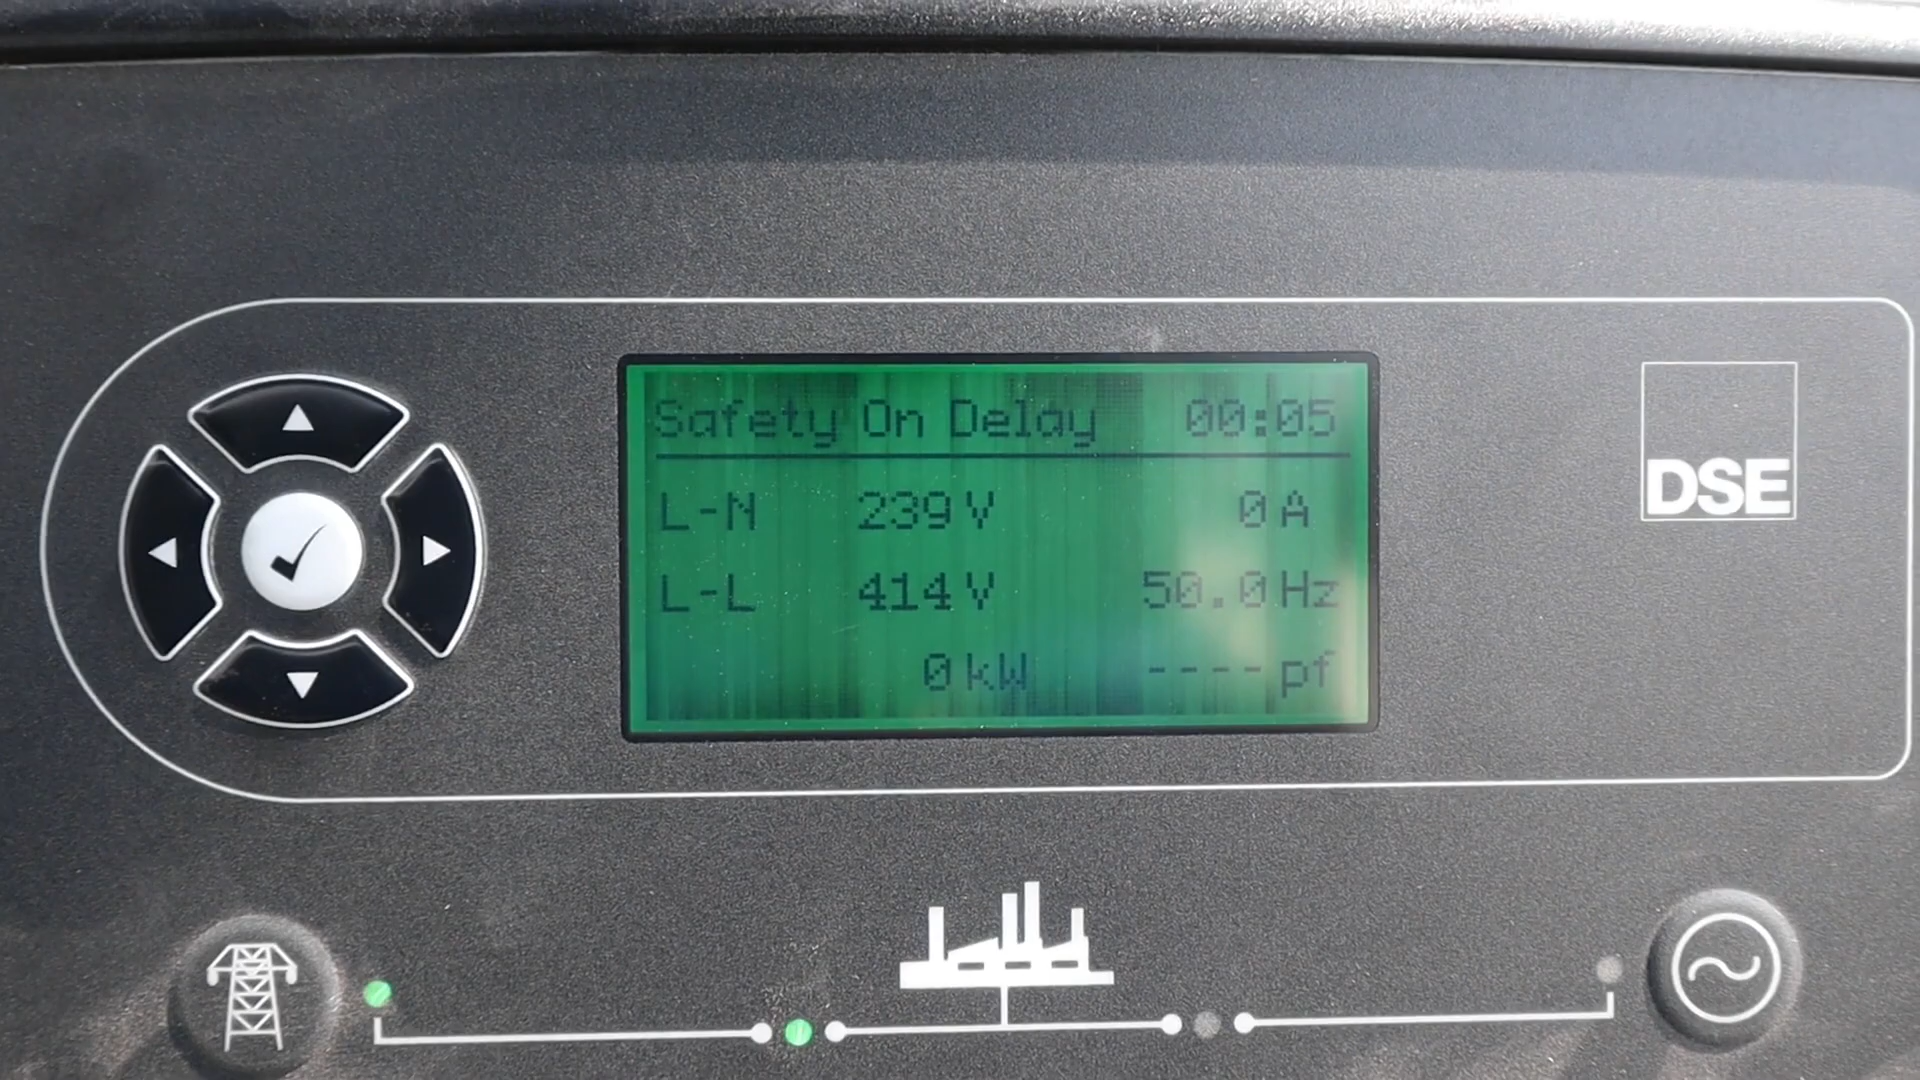 Safety On Delay 00:05
L-N 239 V 0 A
L-L 414 V 50.0 Hz
0 kW ---- pf
DSE